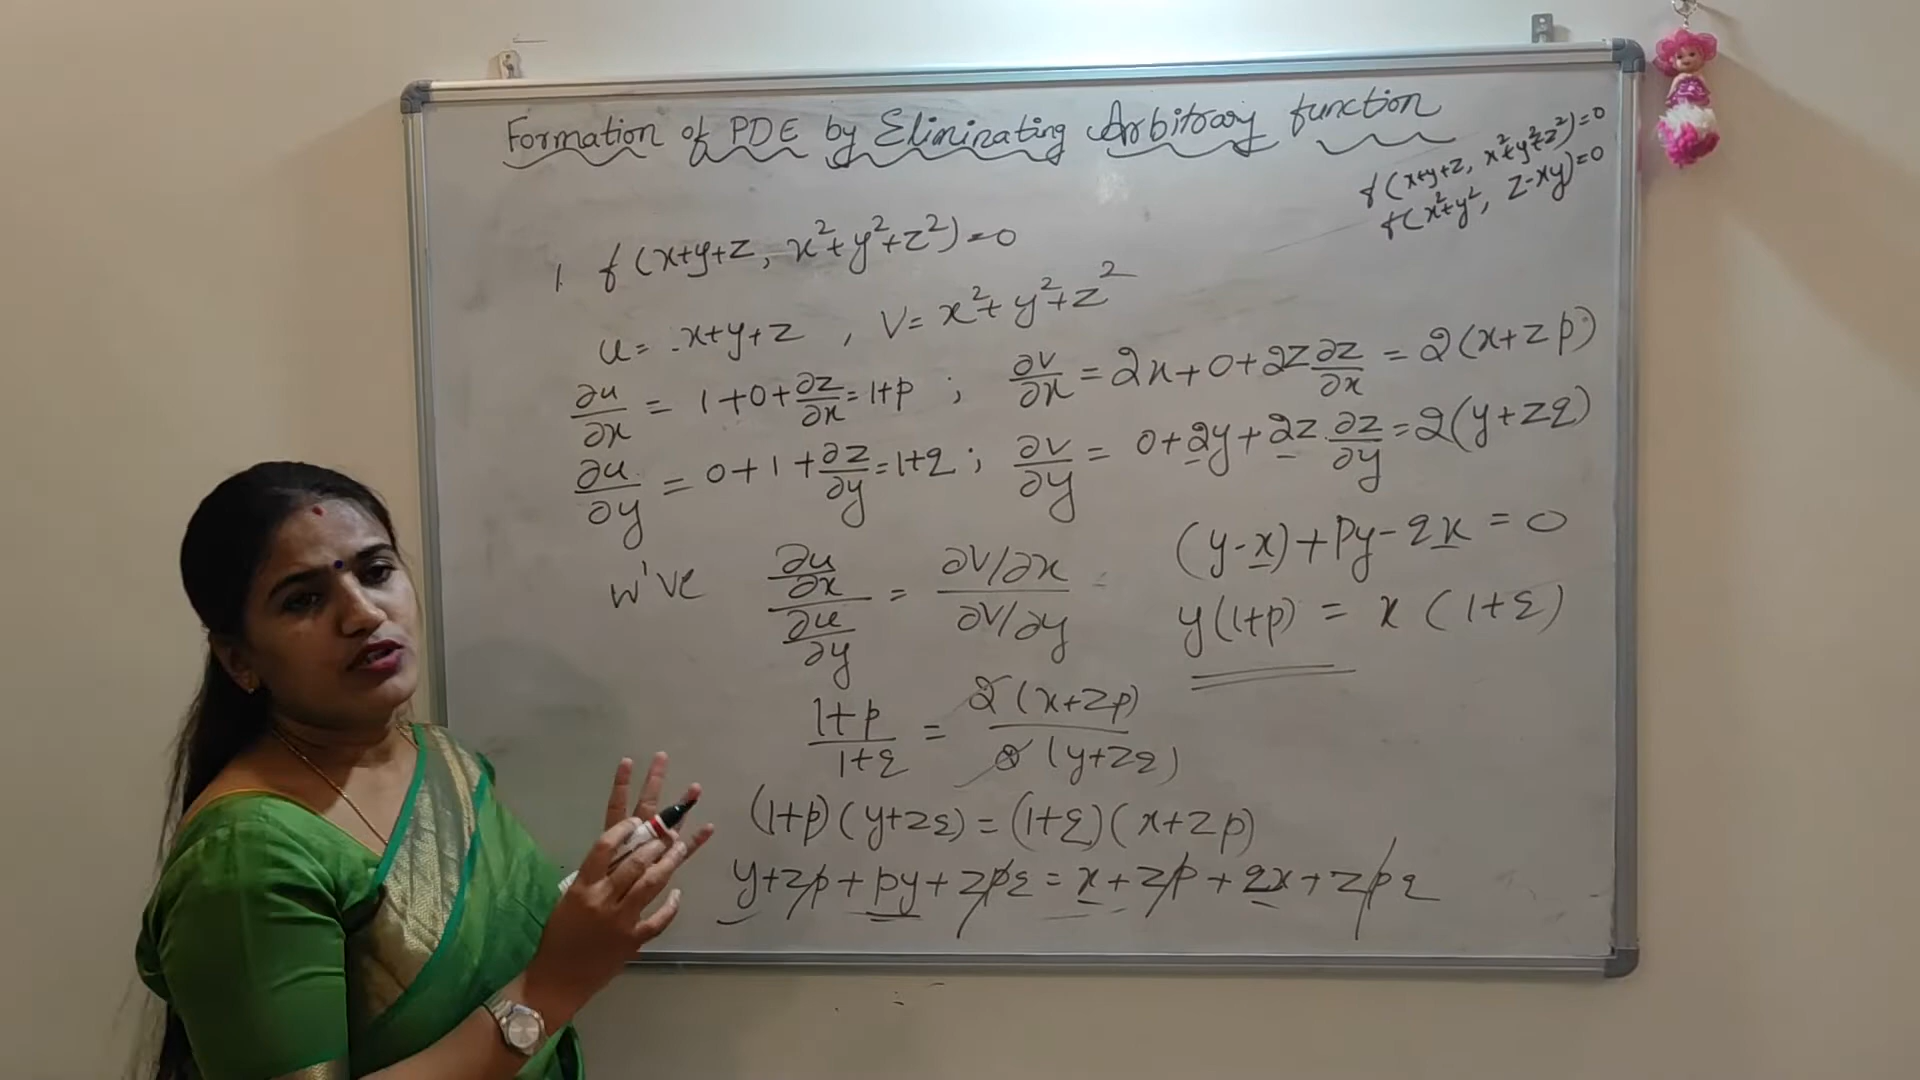 Formation of PDE by Eliminating Arbitrary function
f(x+y+z, x²+y²+z²)=0
f(x²+y², z-xy)=0
1. f(x+y+z, x²+y²+z²)=0
u= x+y+z , V= x²+y²+z²
∂u/∂x = 1+0+∂z/∂x = 1+p ; ∂V/∂x = 2x+0+2z ∂z/∂x = 2(x+zp)
∂u/∂y = 0+1+∂z/∂y = 1+q ; ∂V/∂y = 0+2y+2z.∂z/∂y = 2(y+zq)
w've (∂u/∂x)/(∂u/∂y) = (∂V/∂x)/(∂V/∂y)
(1+p)/(1+q) = 2(x+zp)/2(y+zq)
(1+p)(y+zq) = (1+q)(x+zp)
y+zp+py+zpq = x+zp+qx+zpq
(y-x)+Py-qx = 0
y(1+p) = x(1+q)